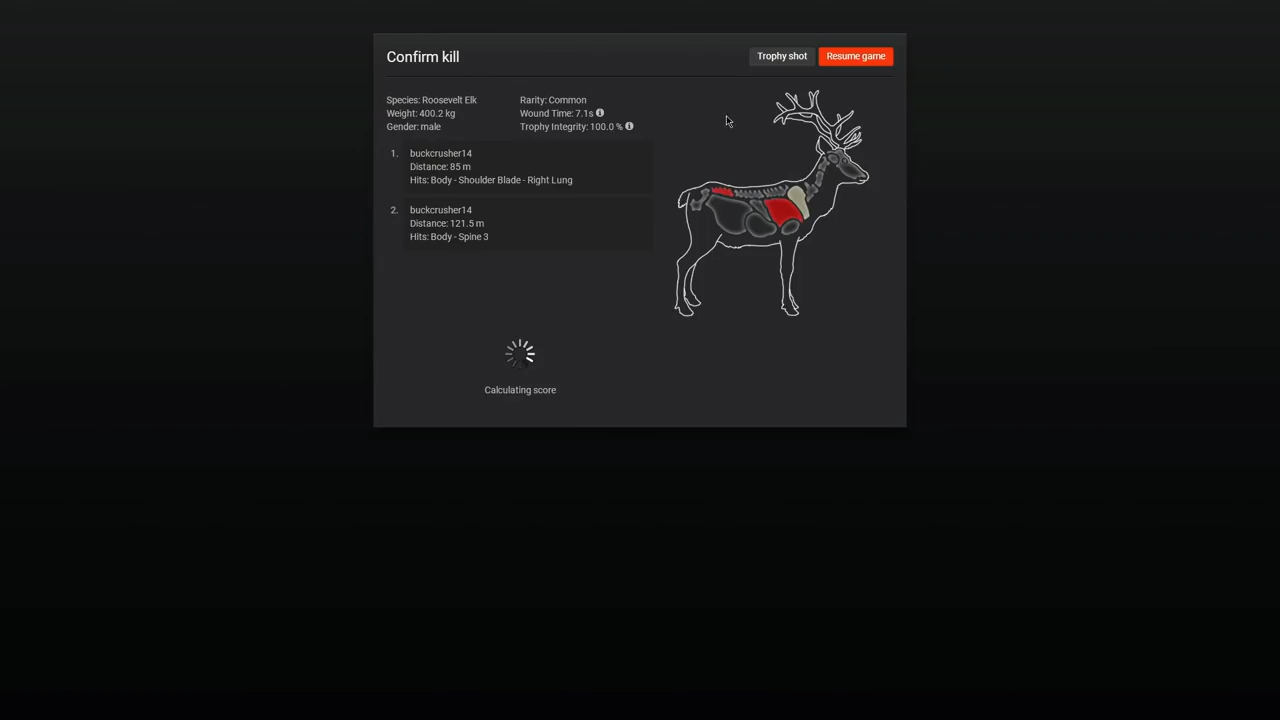 Confirm kill
Trophy shot
Resume game
Species: Roosevelt Elk
Rarity: Common
Weight: 400.2 kg
Wound Time: 7.1s
Gender: male
Trophy Integrity: 100.0 %
1. buckcrusher14
Distance: 85 m
Hits: Body - Shoulder Blade - Right Lung
2. buckcrusher14
Distance: 121.5 m
Hits: Body - Spine 3
Calculating score